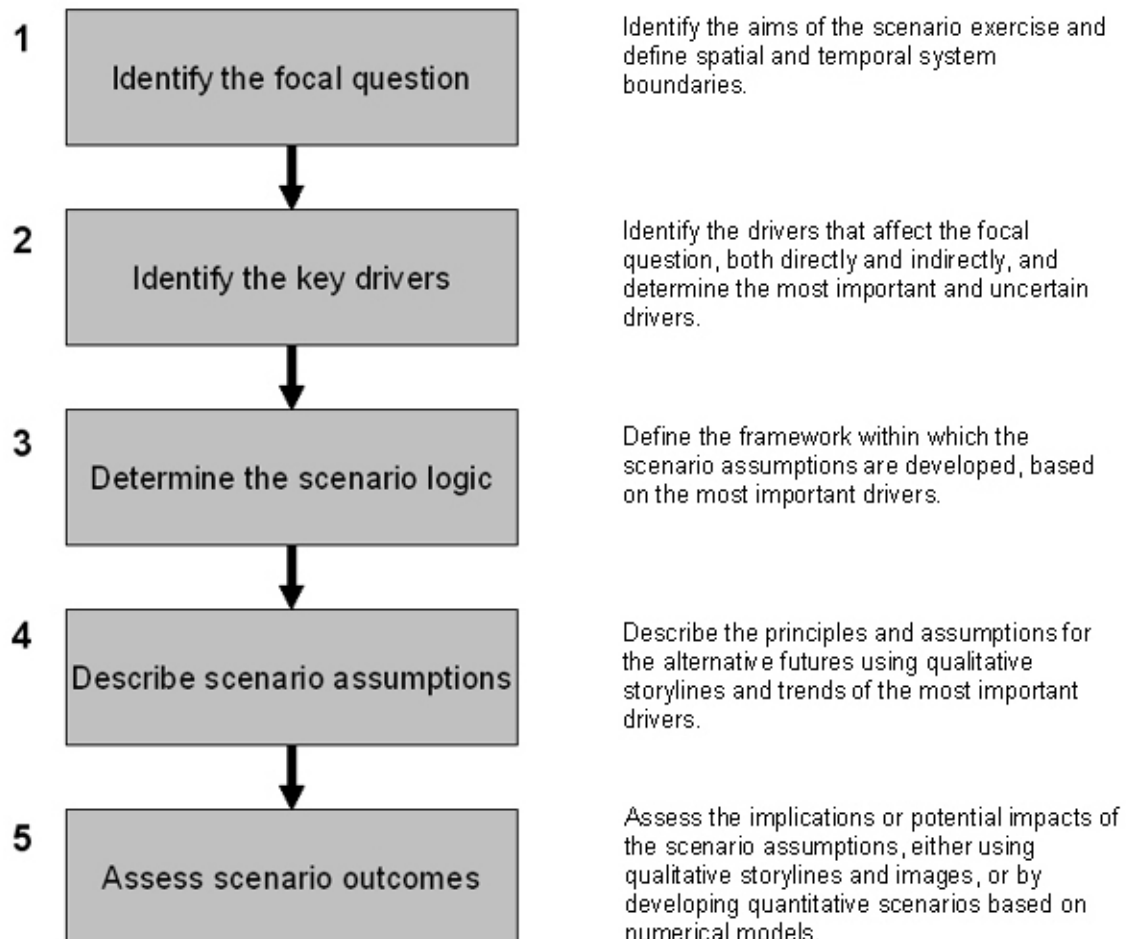 1
Identify the focal question
Identify the aims of the scenario exercise and
define spatial and temporal system
boundaries.
2
Identify the key drivers
Identify the drivers that affect the focal
question, both directly and indirectly, and
determine the most important and uncertain
drivers.
3
Determine the scenario logic
Define the framework within which the
scenario assumptions are developed, based
on the most important drivers.
4
Describe scenario assumptions
Describe the principles and assumptions for
the alternative futures using qualitative
storylines and trends of the most important
drivers.
5
Assess scenario outcomes
Assess the implications or potential impacts of
the scenario assumptions, either using
qualitative storylines and images, or by
developing quantitative scenarios based on
numerical models